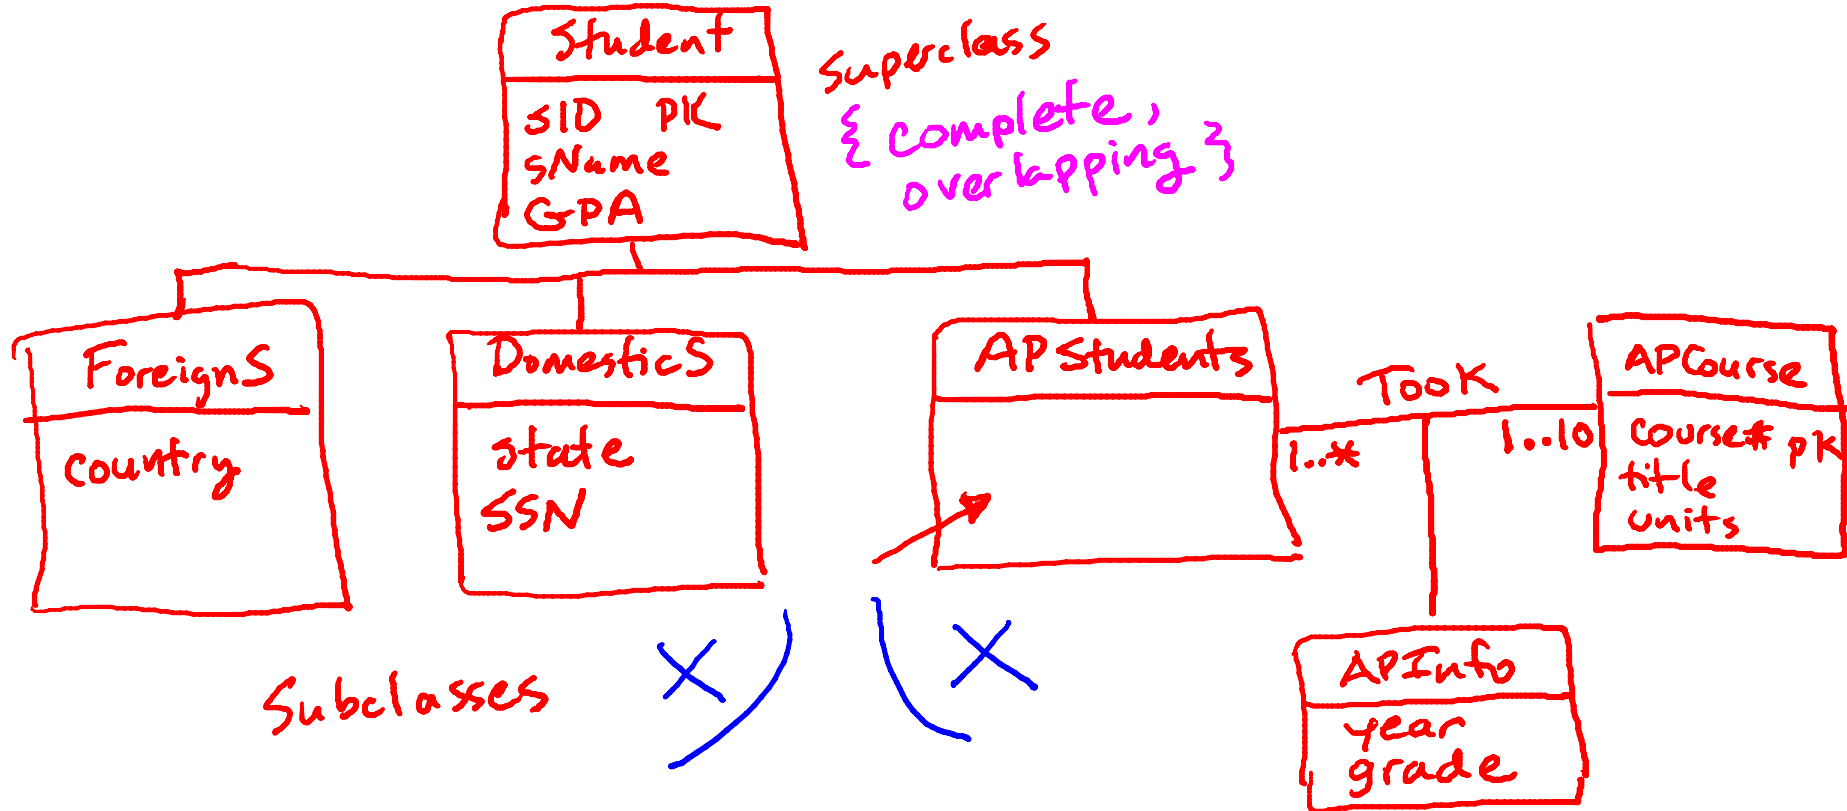 Student
sID PK
sName
GPA
Superclass
{ complete,
overlapping }
ForeignS
country
DomesticS
state
SSN
APStudents
Took
1..*
1..10
APCourse
course# PK
title
units
Subclasses
X
X
APInfo
year
grade